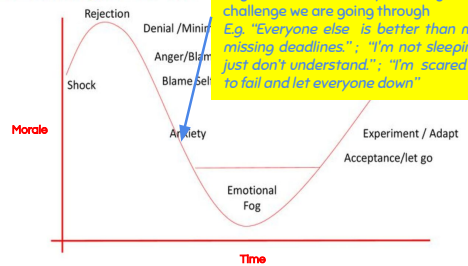 challenge we are going through
E.g. “Everyone else is better than m
missing deadlines.” ; “I'm not sleepin
just don't understand.” ; “I'm scared
to fail and let everyone down”
Rejection
Denial /Minim
Anger/Blam
Shock
Blame Self
Morale
Anxiety
Experiment / Adapt
Acceptance/let go
Emotional
Fog
Time